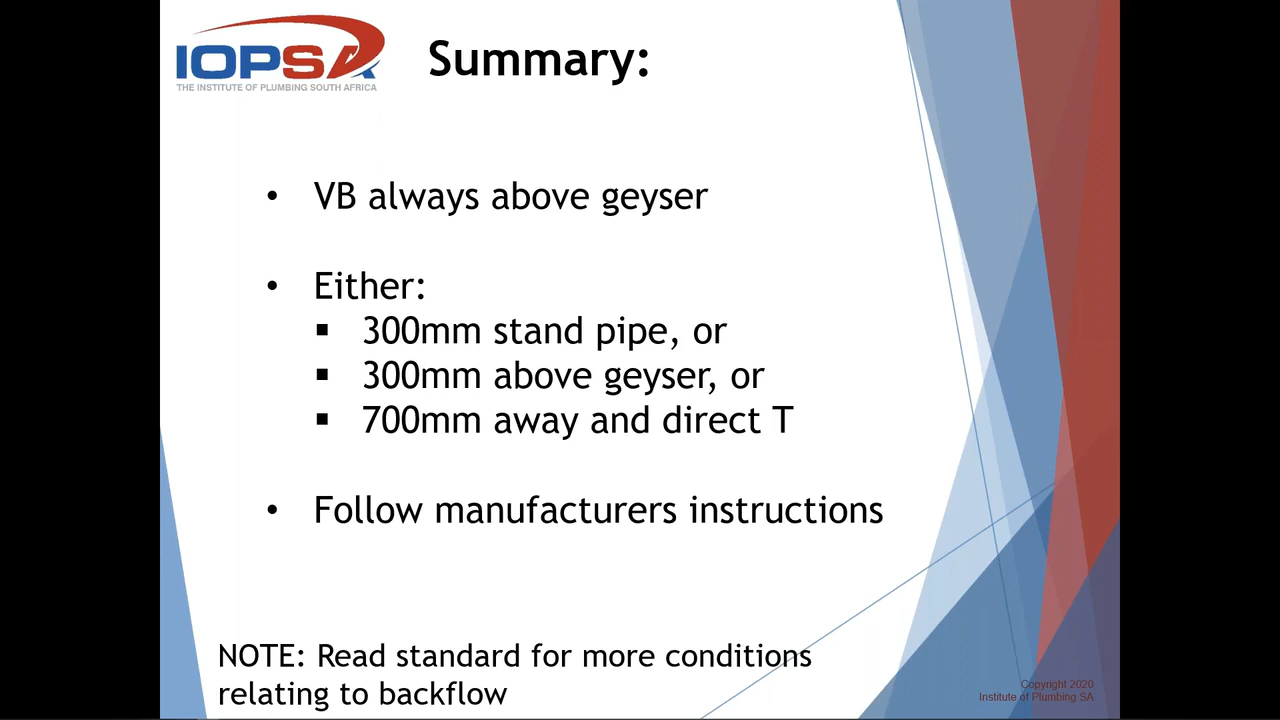 IOPSA
THE INSTITUTE OF PLUMBING SOUTH AFRICA
Summary:
• VB always above geyser
• Either:
▪ 300mm stand pipe, or
▪ 300mm above geyser, or
▪ 700mm away and direct T
• Follow manufacturers instructions
NOTE: Read standard for more conditions
relating to backflow
Copyright 2020
Institute of Plumbing SA